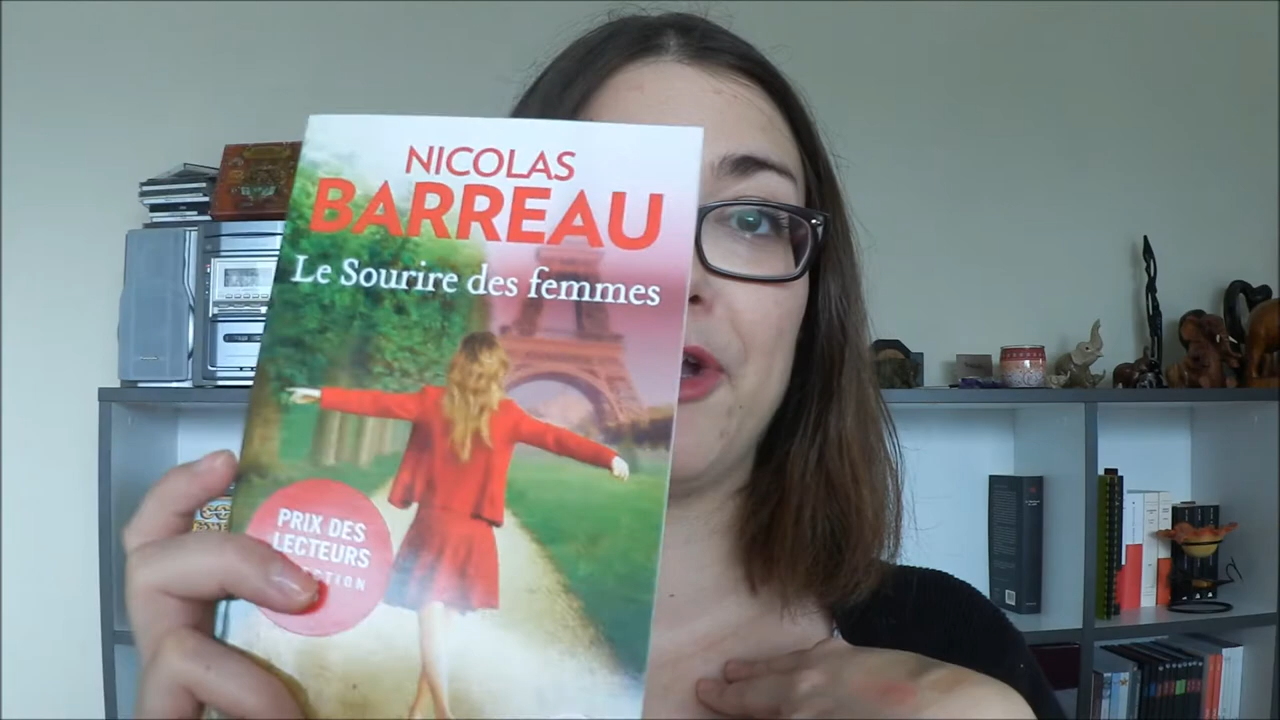 NICOLAS
BARREAU
Le Sourire des femmes
PRIX DES
LECTEURS